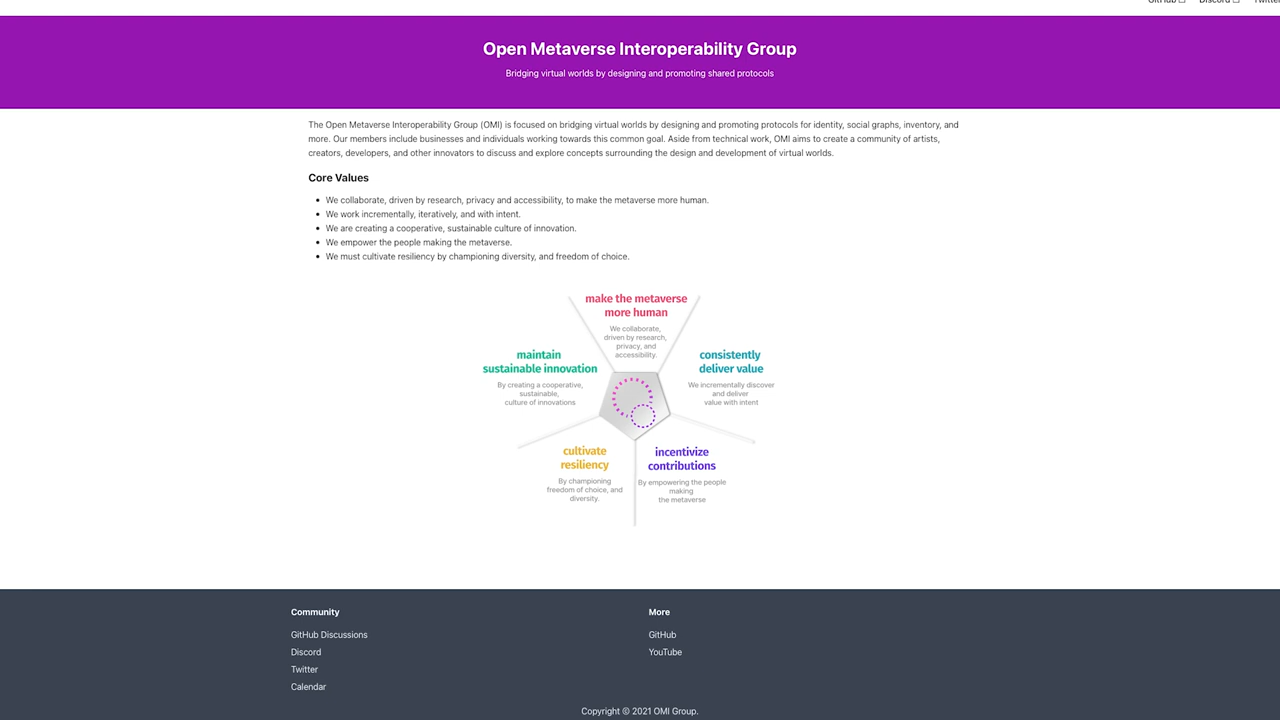 GitHub Discord Twitter
Open Metaverse Interoperability Group
Bridging virtual worlds by designing and promoting shared protocols
The Open Metaverse Interoperability Group (OMI) is focused on bridging virtual worlds by designing and promoting protocols for identity, social graphs, inventory, and
more. Our members include businesses and individuals working towards this common goal. Aside from technical work, OMI aims to create a community of artists,
creators, developers, and other innovators to discuss and explore concepts surrounding the design and development of virtual worlds.
Core Values
• We collaborate, driven by research, privacy and accessibility, to make the metaverse more human.
• We work incrementally, iteratively, and with intent.
• We are creating a cooperative, sustainable culture of innovation.
• We empower the people making the metaverse.
• We must cultivate resiliency by championing diversity, and freedom of choice.
make the metaverse
more human
We collaborate,
driven by research,
privacy, and
accessibility.
maintain
sustainable innovation
By creating a cooperative,
sustainable,
culture of innovations
consistently
deliver value
We incrementally discover
and deliver
value with intent
cultivate
resiliency
By championing
freedom of choice, and
diversity.
incentivize
contributions
By empowering the people
making
the metaverse
Community
GitHub Discussions
Discord
Twitter
Calendar
More
GitHub
YouTube
Copyright © 2021 OMI Group.